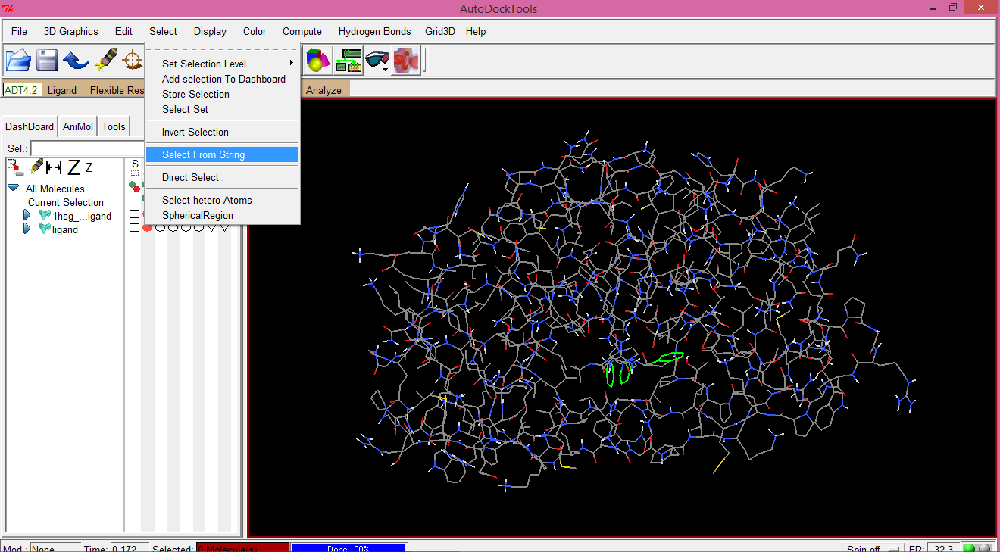 AutoDockTools
File 3D Graphics Edit Select Display Color Compute Hydrogen Bonds Grid3D Help
Set Selection Level
Add selection To Dashboard
Store Selection
Select Set
Invert Selection
Select From String
Direct Select
Select hetero Atoms
SphericalRegion
ADT4.2 Ligand Flexible Res Analyze
DashBoard AniMol Tools
Sel.:
Z Z S
All Molecules
Current Selection
1hsg_...igand
ligand
Mod.: None Time: 0.172 Selected: 0 Molecule(s) Done 100% Spin off FR: 32.3